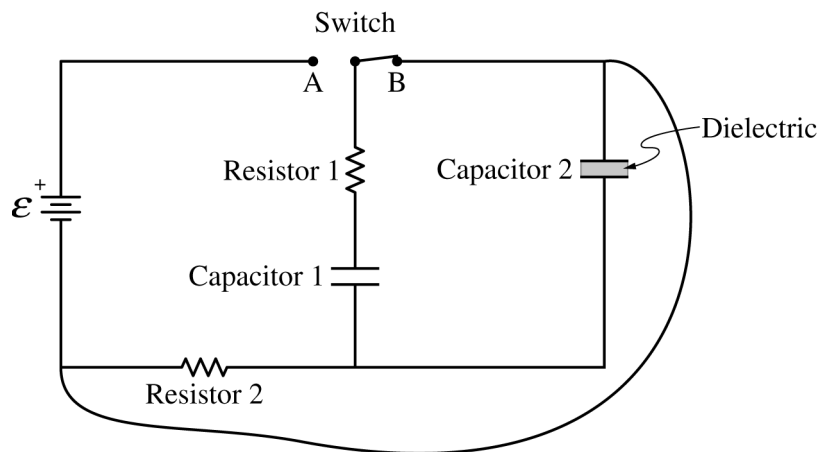 Switch
A
B
Dielectric
Resistor 1
Capacitor 2
+
ε
Capacitor 1
Resistor 2